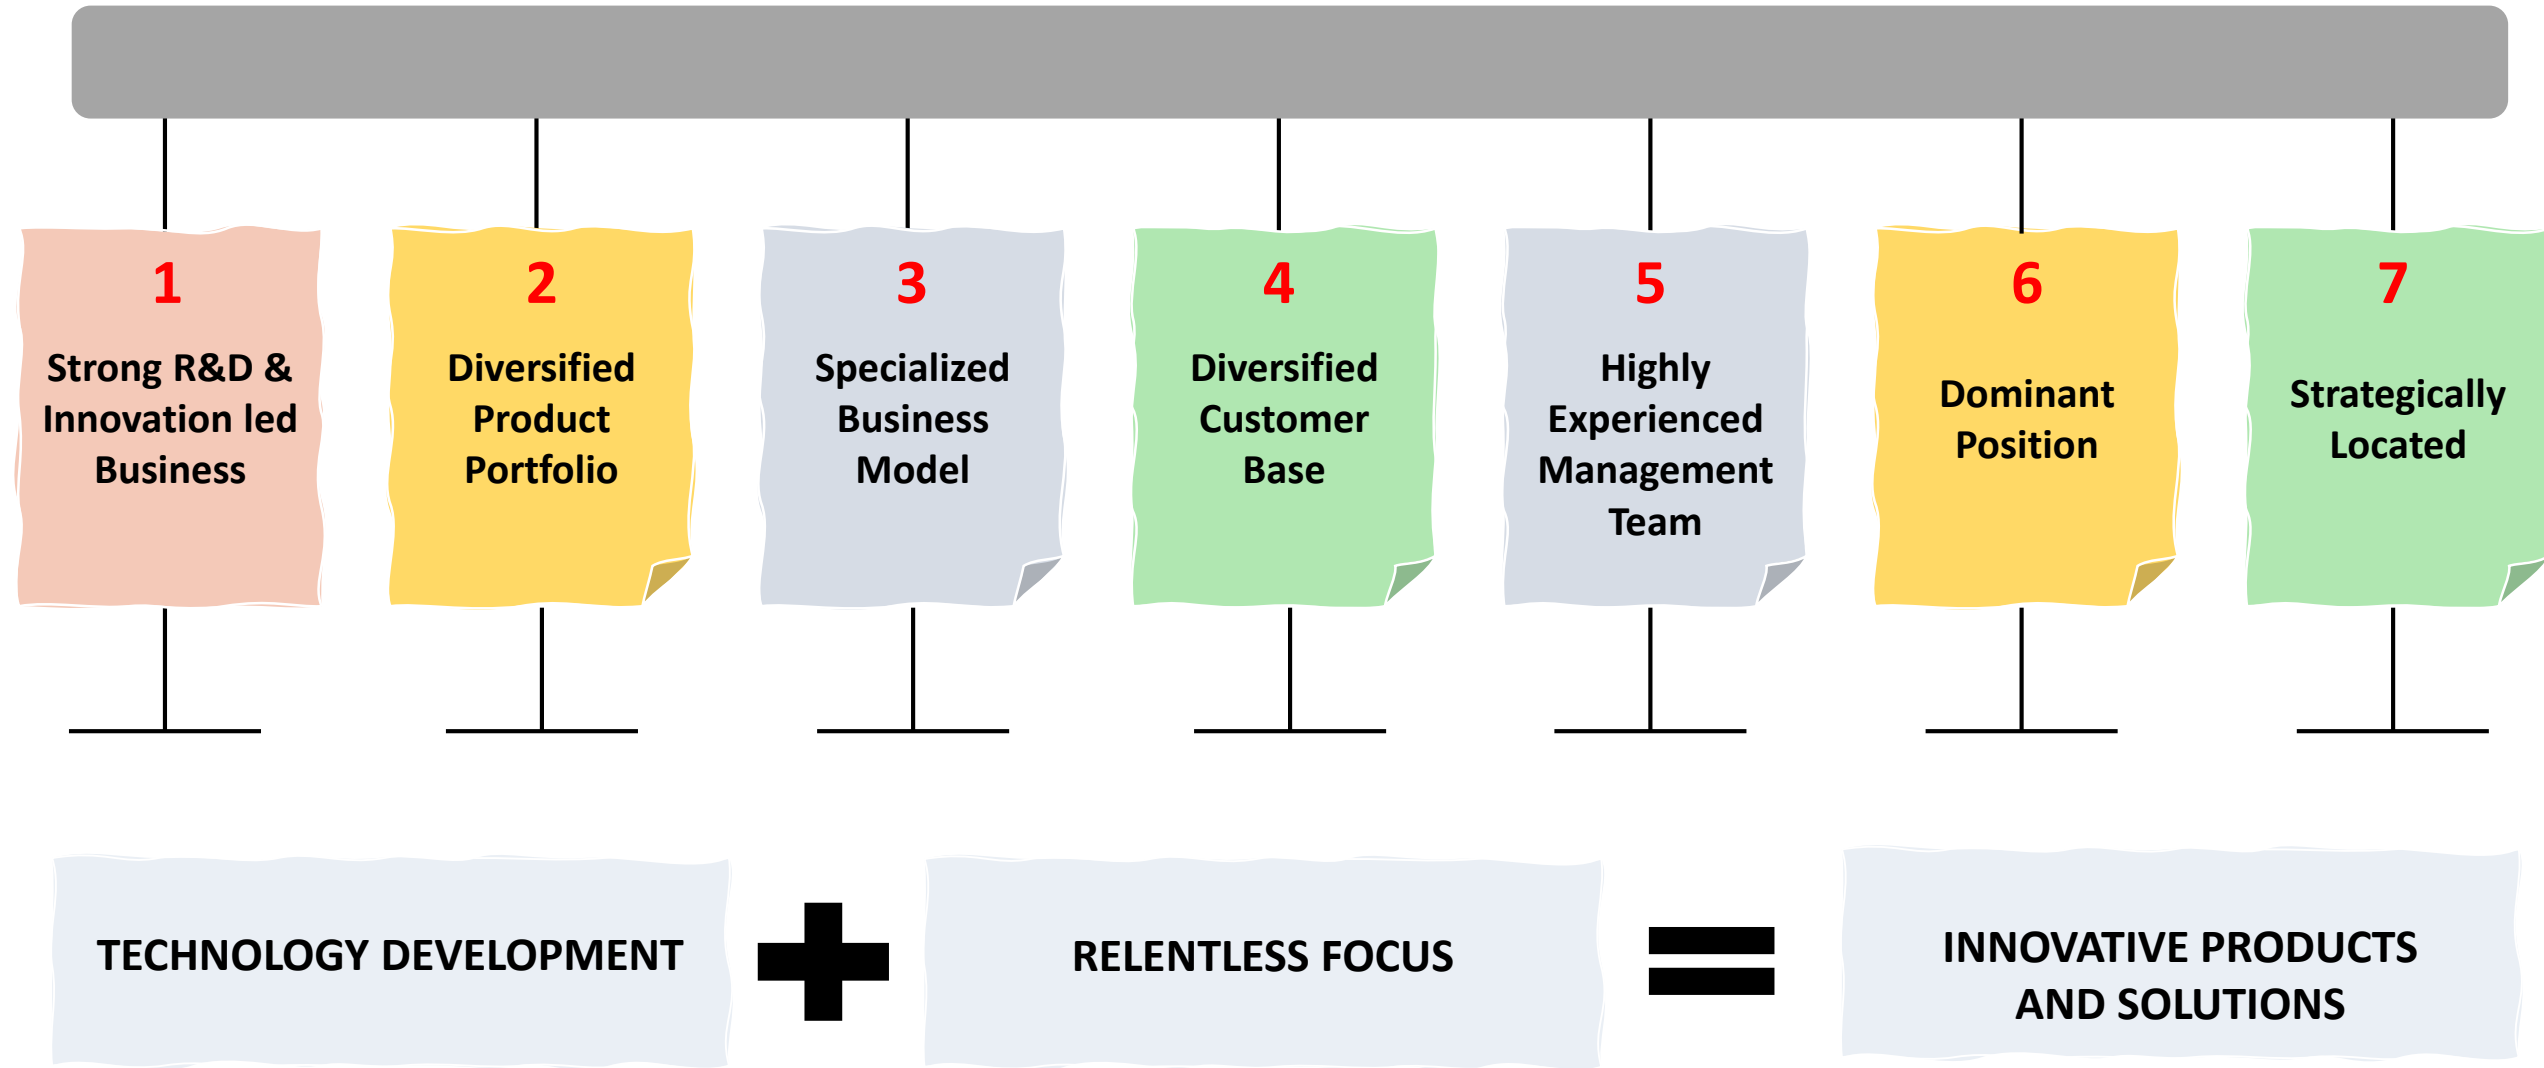 1
Strong R&D &
Innovation led
Business
2
Diversified
Product
Portfolio
3
Specialized
Business
Model
4
Diversified
Customer
Base
5
Highly
Experienced
Management
Team
6
Dominant
Position
7
Strategically
Located
TECHNOLOGY DEVELOPMENT
RELENTLESS FOCUS
INNOVATIVE PRODUCTS
AND SOLUTIONS